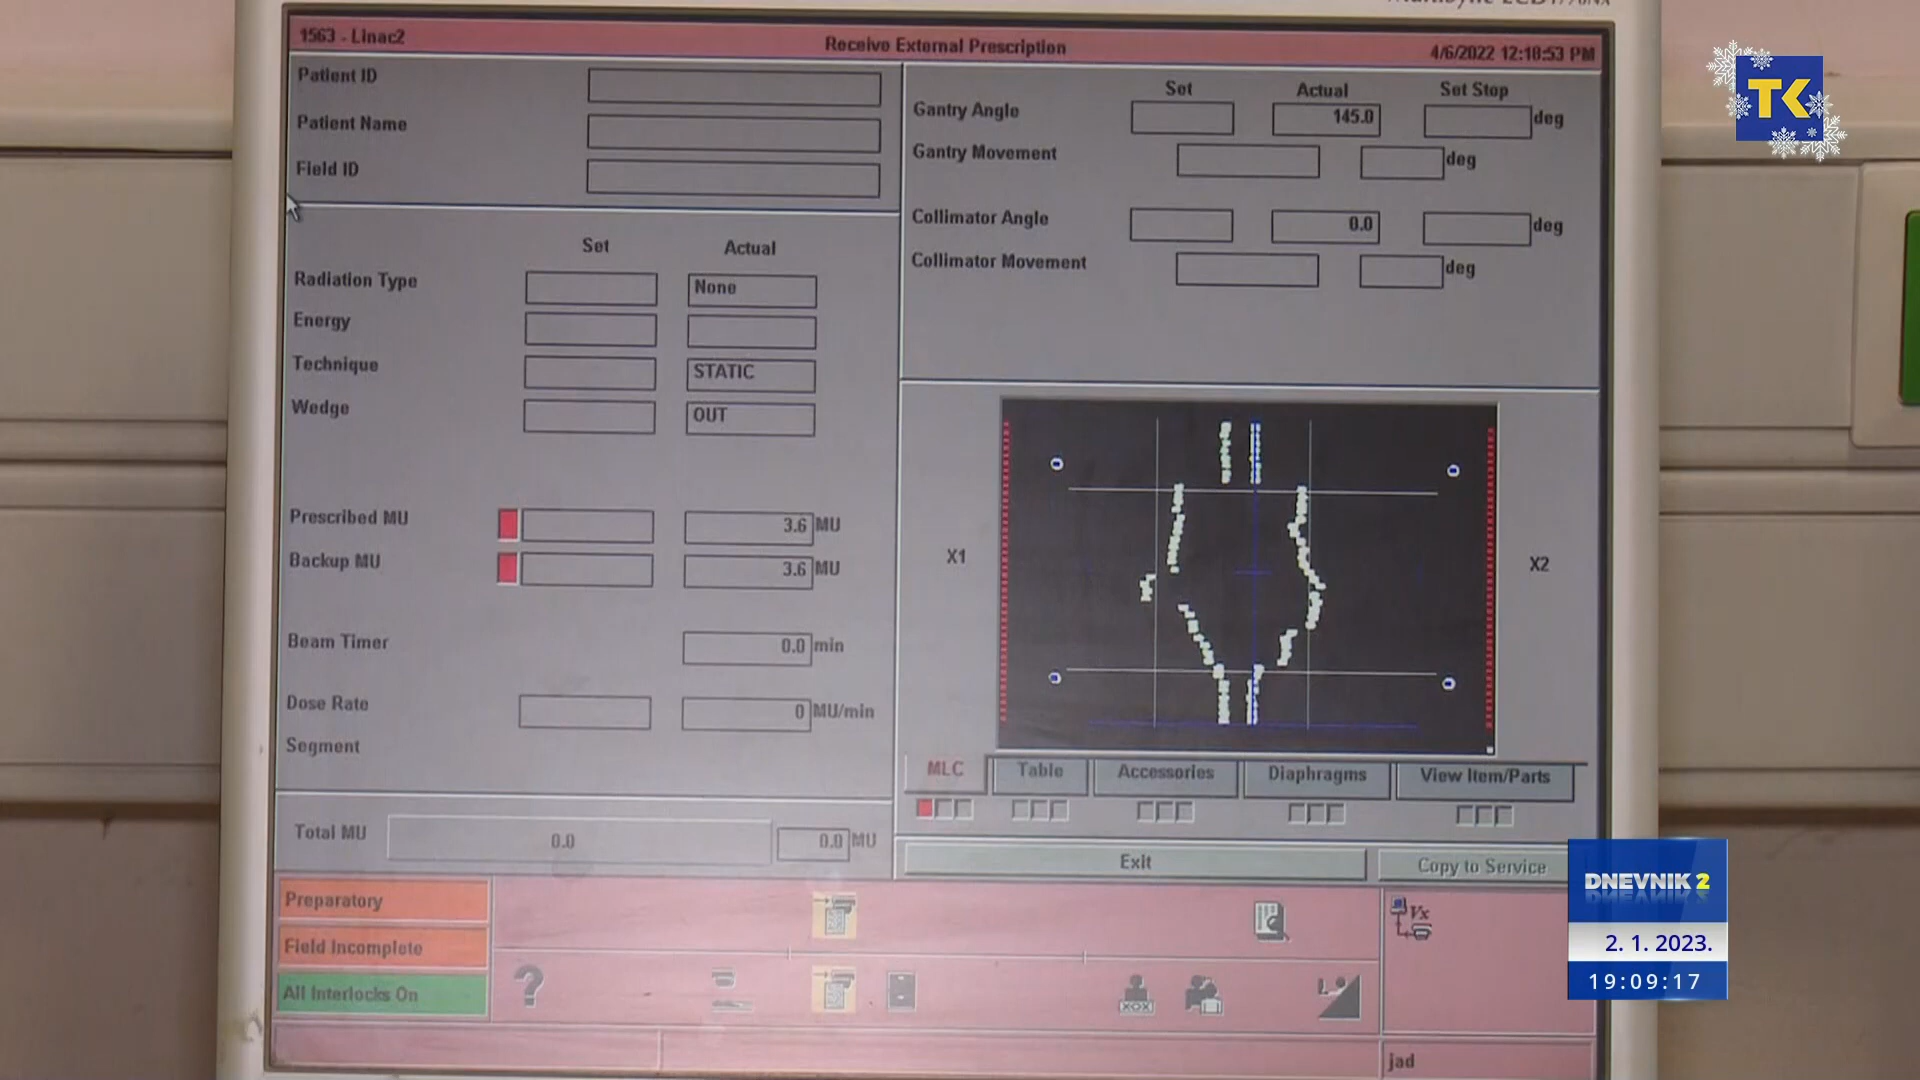 1563 - Linac2
Receive External Prescription
4/6/2022 12:18:53 PM
Patient ID
Patient Name
Field ID
Set Actual
Radiation Type None
Energy
Technique STATIC
Wedge OUT
Prescribed MU 3.6 MU
Backup MU 3.6 MU
Beam Timer 0.0 min
Dose Rate 0 MU/min
Segment
Total MU 0.0 0.0 MU
Set Actual Set Stop
Gantry Angle 145.0 deg
Gantry Movement deg
Collimator Angle 0.0 deg
Collimator Movement deg
X1
X2
MLC Table Accessories Diaphragms View Item/Parts
Exit Copy to Service
Preparatory
Field Incomplete
All Interlocks On
?
Vx
jad
TK
DNEVNIK 2
2. 1. 2023.
19:09:17